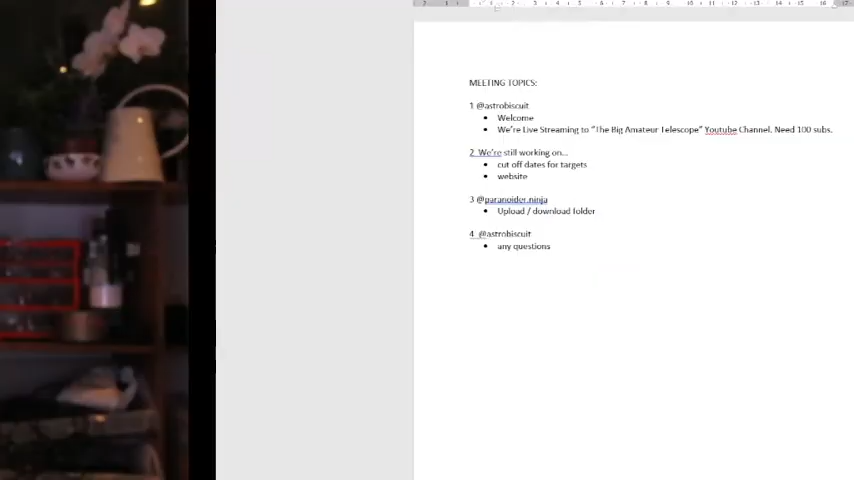 MEETING TOPICS:
1 @astrobiscuit
Welcome
We're Live Streaming to "The Big Amateur Telescope" Youtube Channel. Need 100 subs.
2 We're still working on...
cut off dates for targets
website
3 @paranoider.ninja
Upload / download folder
4 @astrobiscuit
any questions